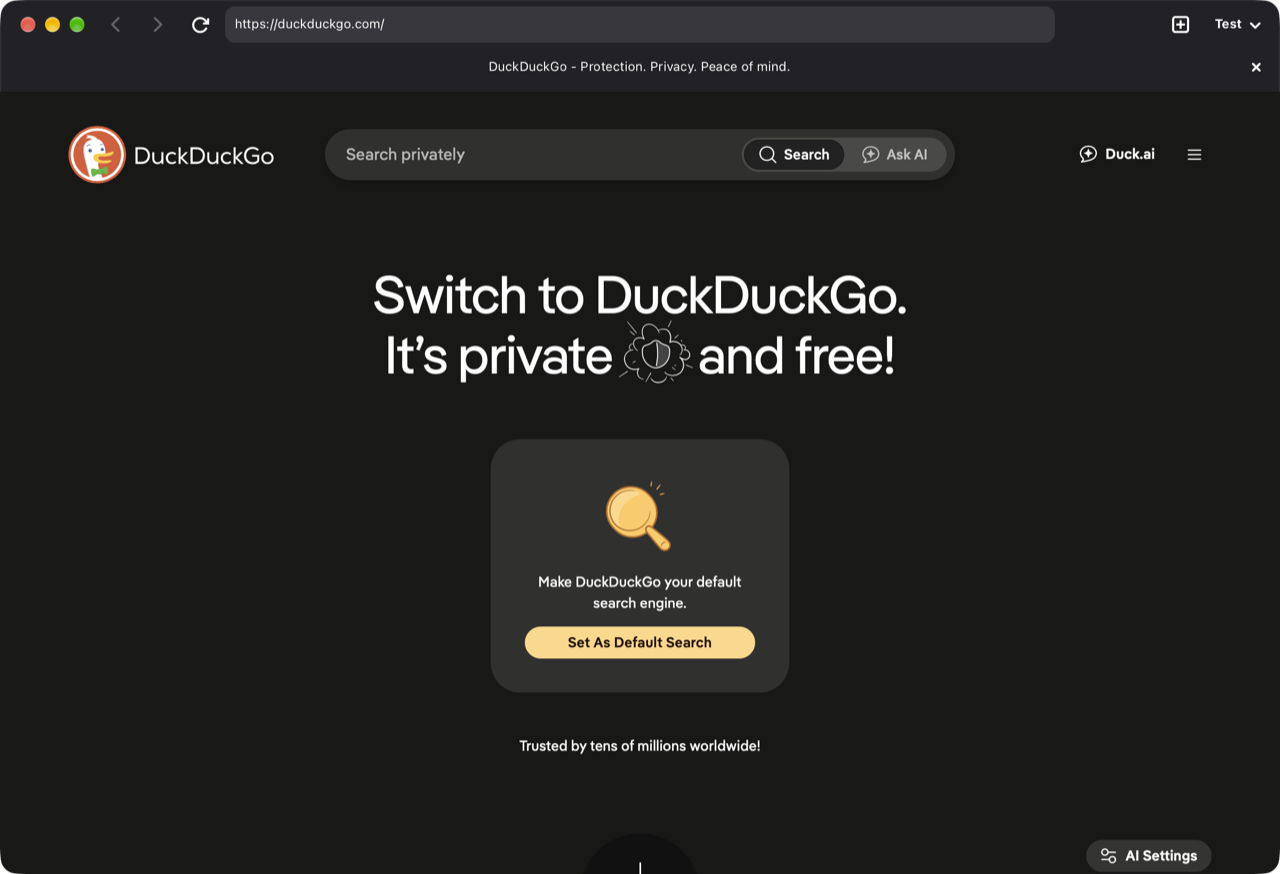 https://duckduckgo.com/
Test
DuckDuckGo - Protection. Privacy. Peace of mind.
DuckDuckGo
Search privately
Search
Ask AI
Duck.ai
Switch to DuckDuckGo.
It’s private and free!
Make DuckDuckGo your default
search engine.
Set As Default Search
Trusted by tens of millions worldwide!
AI Settings